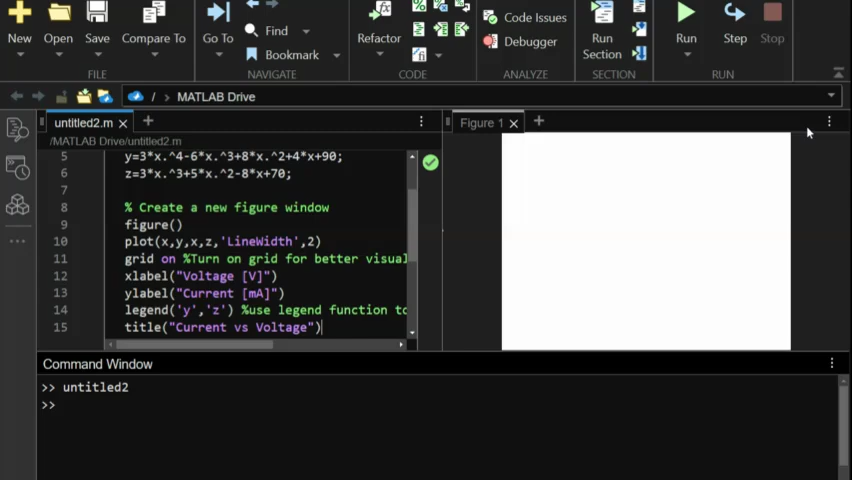 New
Open
Save
Compare To
FILE
Go To
Find
Bookmark
NAVIGATE
Refactor
CODE
Code Issues
Debugger
ANALYZE
Run
Section
SECTION
Run
Step
Stop
RUN
/ › MATLAB Drive
untitled2.m
/MATLAB Drive/untitled2.m
5 y=3*x.^4-6*x.^3+8*x.^2+4*x+90;
6 z=3*x.^3+5*x.^2-8*x+70;
7
8 % Create a new figure window
9 figure()
10 plot(x,y,x,z,'LineWidth',2)
11 grid on %Turn on grid for better visual
12 xlabel("Voltage [V]")
13 ylabel("Current [mA]")
14 legend('y','z') %use legend function to
15 title("Current vs Voltage")
Figure 1
Command Window
>> untitled2
>>